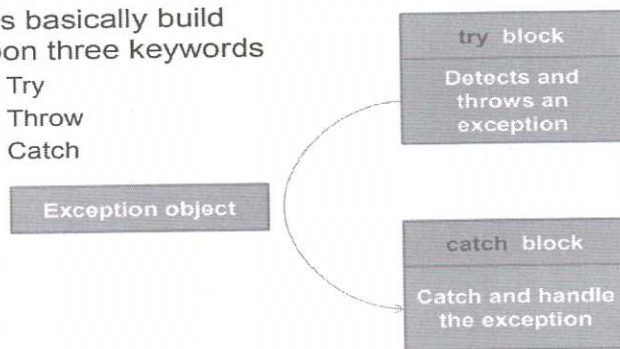 s basically build
on three keywords
Try
Throw
Catch
Exception object
try block
Detects and
throws an
exception
catch block
Catch and handle
the exception